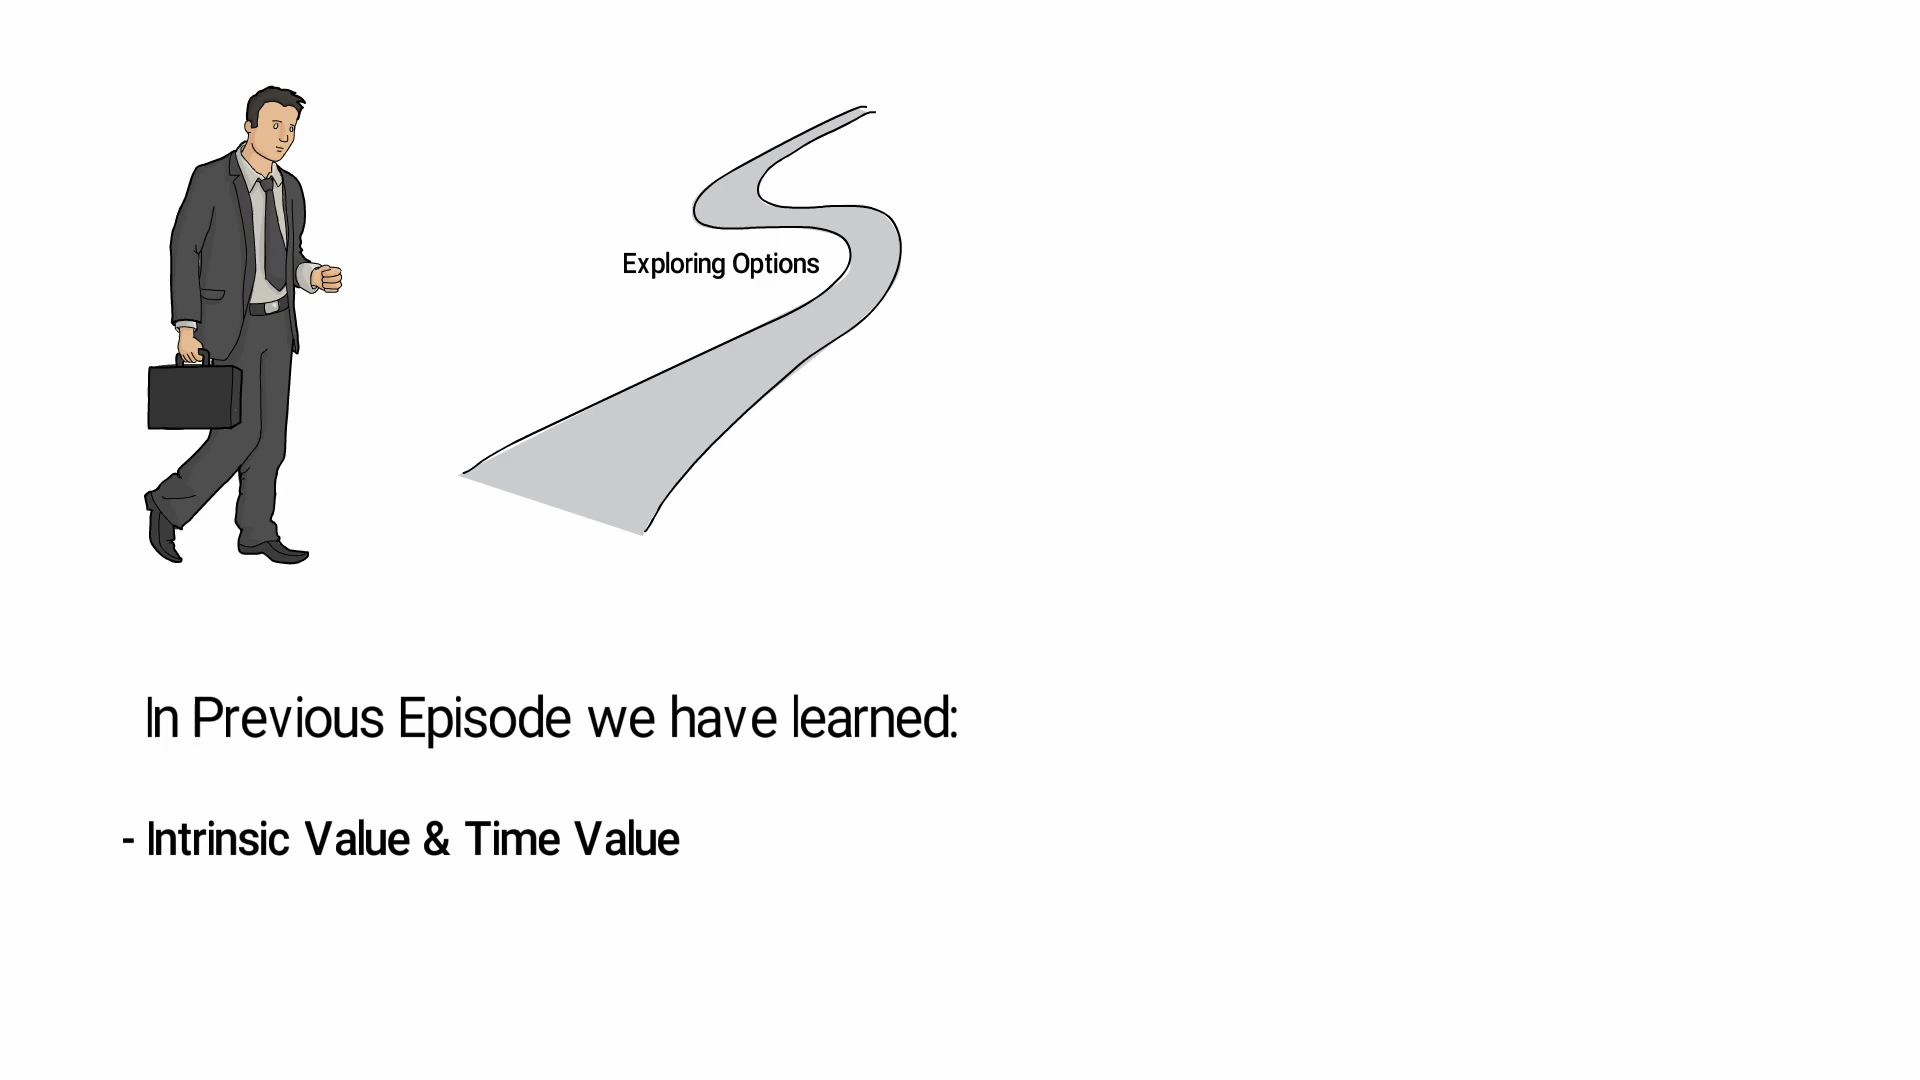 Exploring Options
In Previous Episode we have learned:
- Intrinsic Value & Time Value